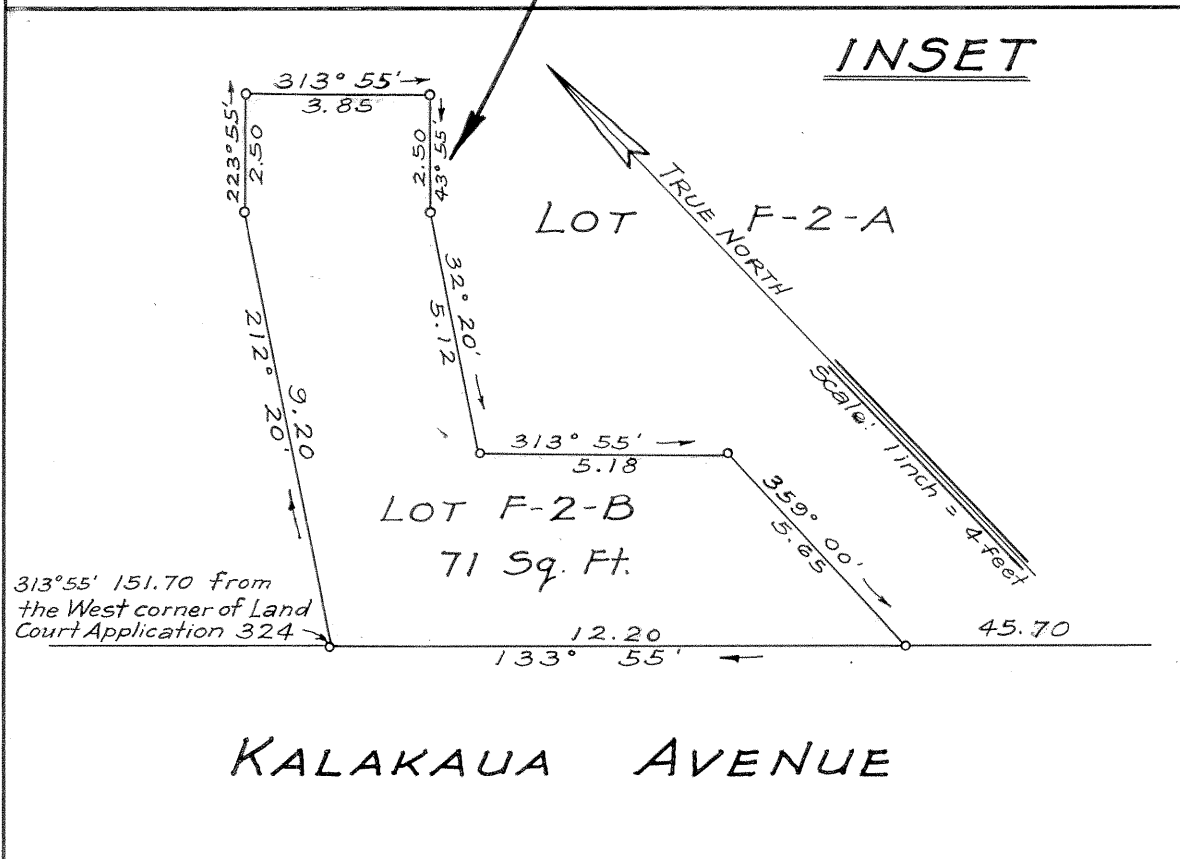 INSET
313° 55'
3.85
223° 55'
2.50
2.50
43° 55'
TRUE NORTH
LOT F-2-A
32° 20'
5.12
212° 20'
9.20
313° 55'
5.18
359° 00'
5.65
Scale: 1inch = 4 feet
LOT F-2-B
71 Sq. Ft.
313°55' 151.70 from
the West corner of Land
Court Application 324
12.20
133° 55'
45.70
KALAKAUA AVENUE